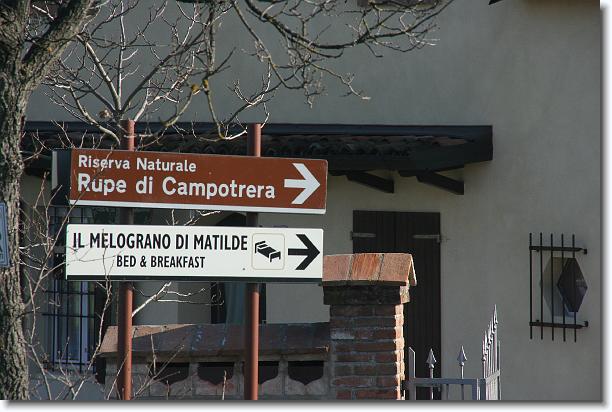 Riserva Naturale
Rupe di Campotrera
IL MELOGRANO DI MATILDE
BED & BREAKFAST